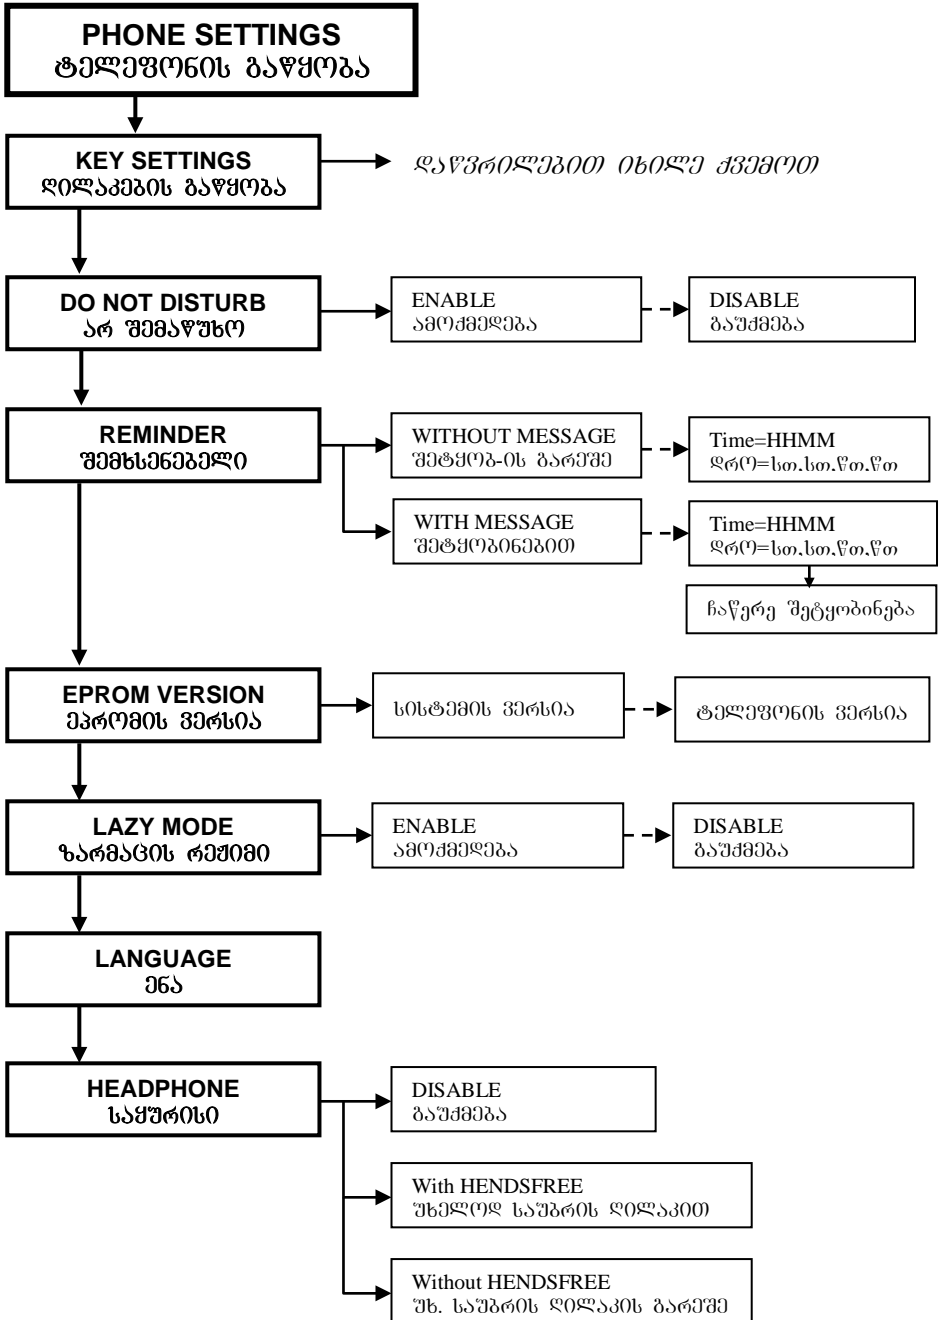 PHONE SETTINGS
ტელეფონის გაწყობა
KEY SETTINGS
ღილაკების გაწყობა
დაწვრილებით იხილე ქვემოთ
DO NOT DISTURB
არ შემაწუხო
ENABLE
ამოქმედება
DISABLE
გაუქმება
REMINDER
შემხსენებელი
WITHOUT MESSAGE
შეტყობ-ის გარეშე
Time=HHMM
დრო=სთ,სთ,წთ,წთ
WITH MESSAGE
შეტყობინებით
Time=HHMM
დრო=სთ,სთ,წთ,წთ
ჩაწერე შეტყობინება
EPROM VERSION
ეპრომის ვერსია
სისტემის ვერსია
ტელეფონის ვერსია
LAZY MODE
ზარმაცის რეჟიმი
ENABLE
ამოქმედება
DISABLE
გაუქმება
LANGUAGE
ენა
HEADPHONE
საყურისი
DISABLE
გაუქმება
With HENDSFREE
უხელოდ საუბრის ღილაკით
Without HENDSFREE
უხ. საუბრის ღილაკის გარეშე